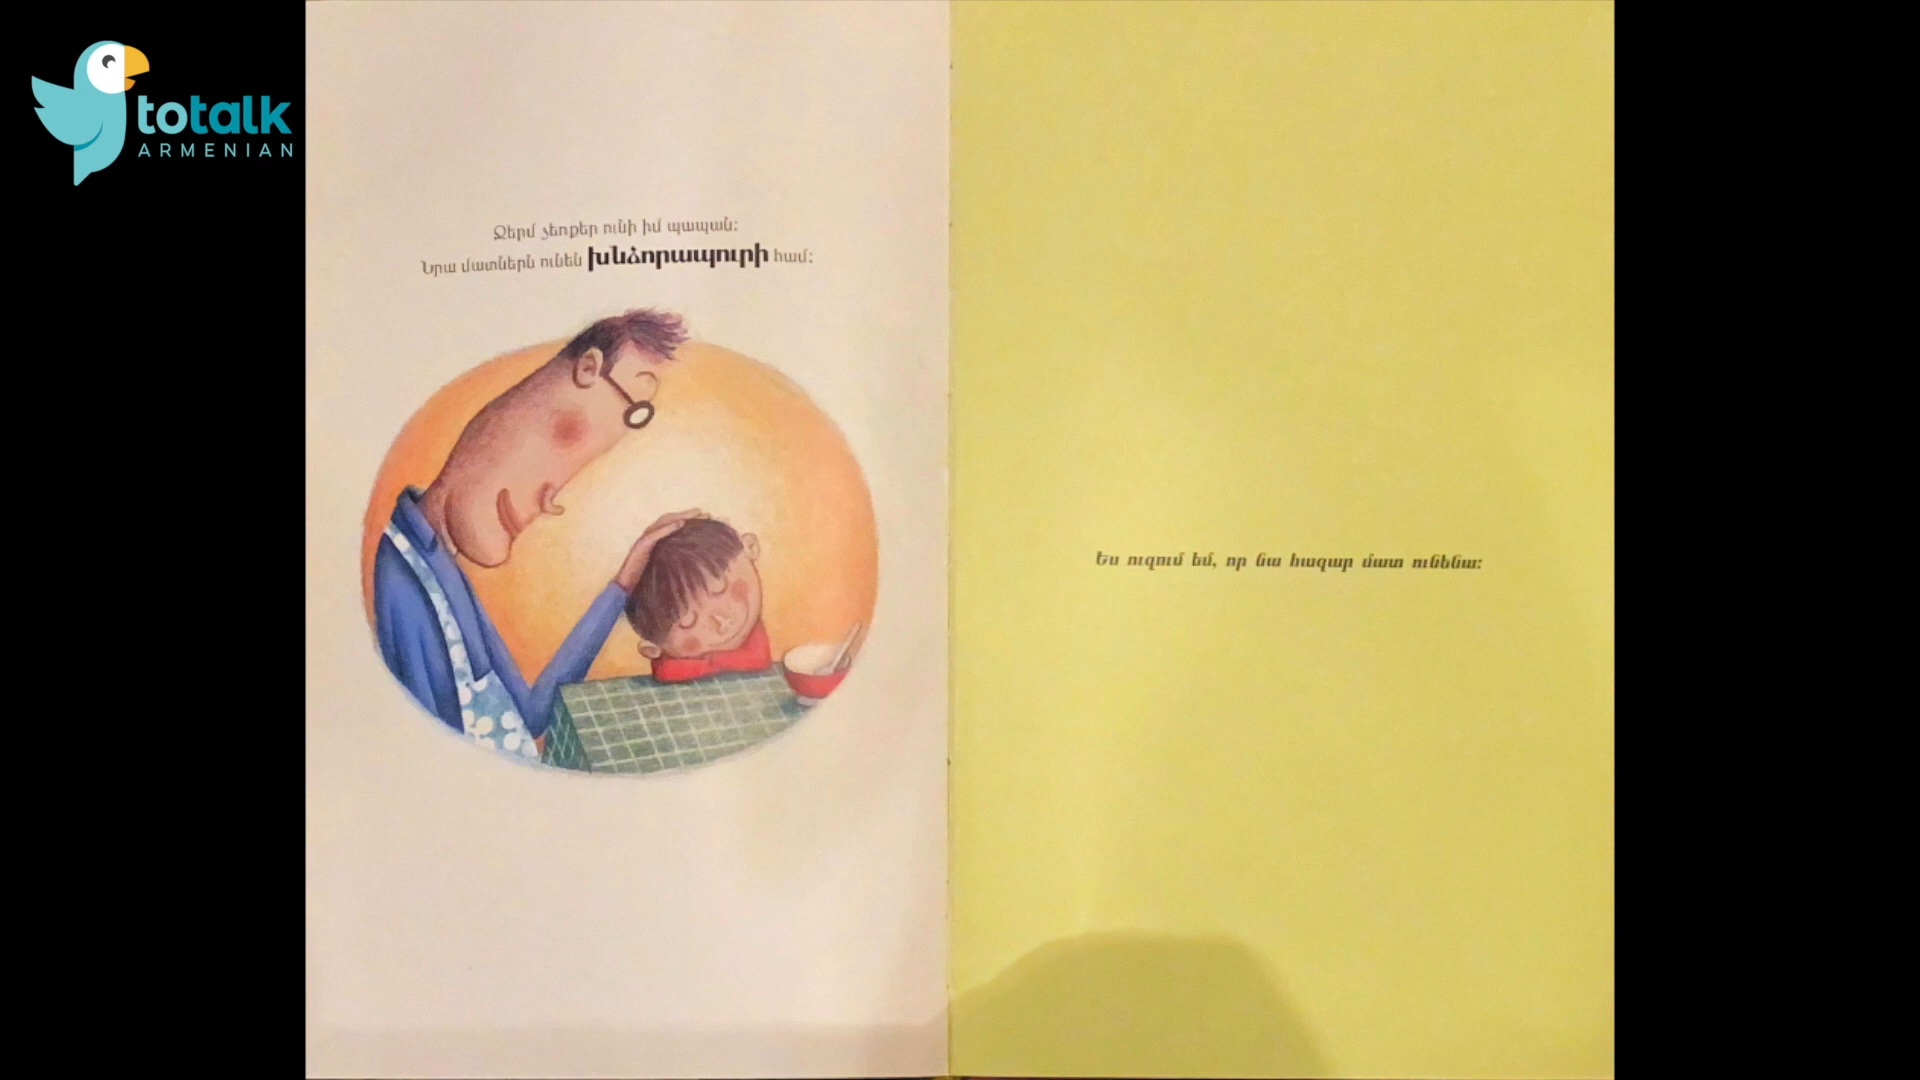 totalk
ARMENIAN
Ջերմ ձեռքեր ունի իմ պապան։
Նրա մատներն ունեն խնձորապուրի համ։
Ես ուզում եմ, որ նա հազար մատ ունենա։